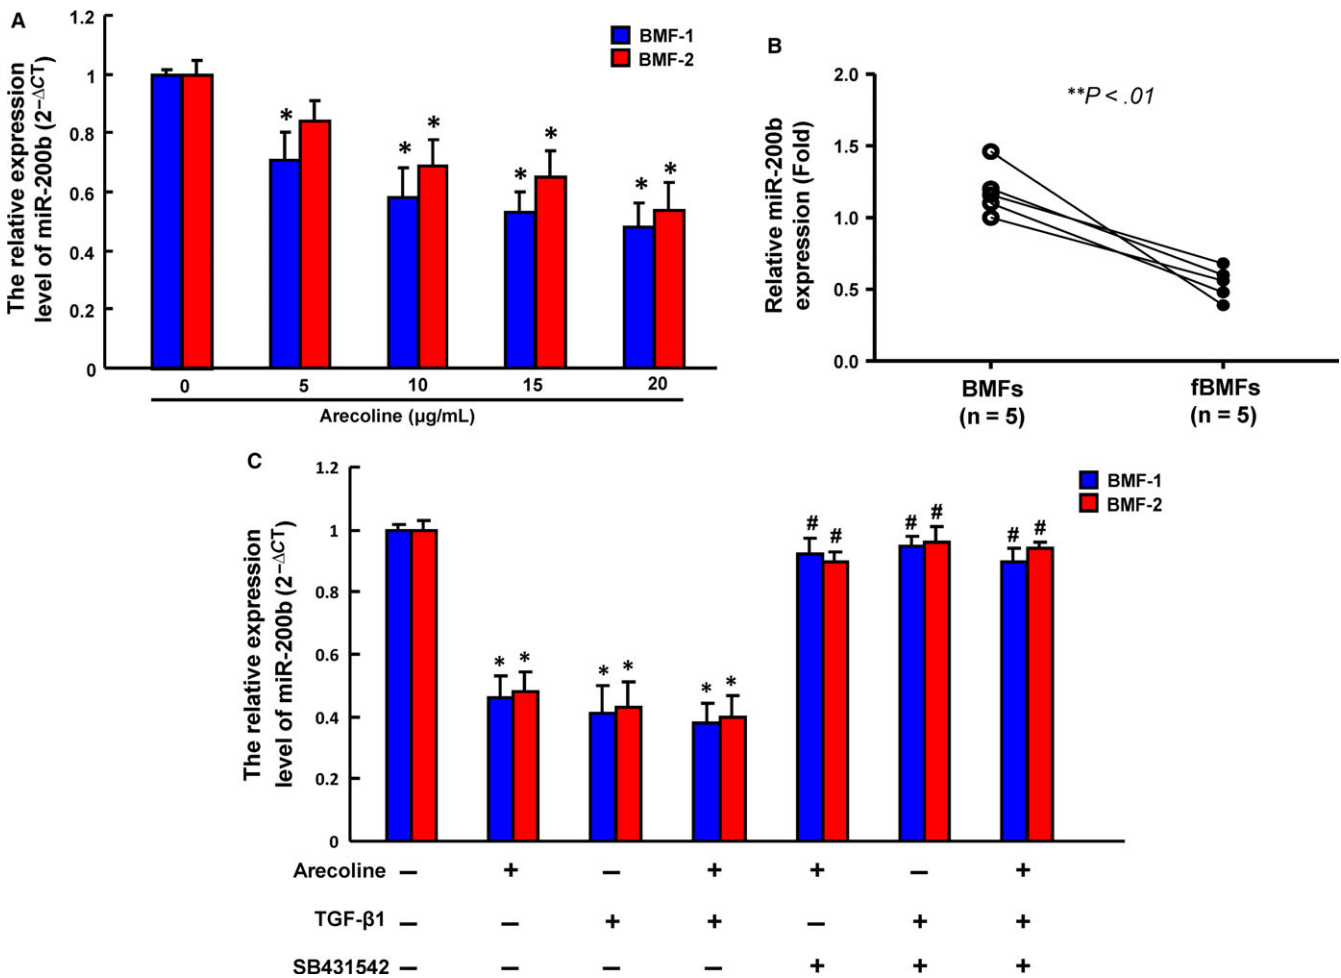 A
The relative expression
level of miR-200b (2−ΔCT)
1.2
1
0.8
0.6
0.4
0.2
0
BMF-1
BMF-2
*
*
*
*
*
*
*
0
5
10
15
20
Arecoline (µg/mL)
B
Relative miR-200b
expression (Fold)
2.0
1.5
1.0
0.5
0.0
**P < .01
BMFs
(n = 5)
fBMFs
(n = 5)
C
The relative expression
level of miR-200b (2−ΔCT)
1.2
1
0.8
0.6
0.4
0.2
0
BMF-1
BMF-2
* * * * * *
# # # # # #
Arecoline − + − + + − +
TGF-β1 − − + + − + +
SB431542 − − − − + + +